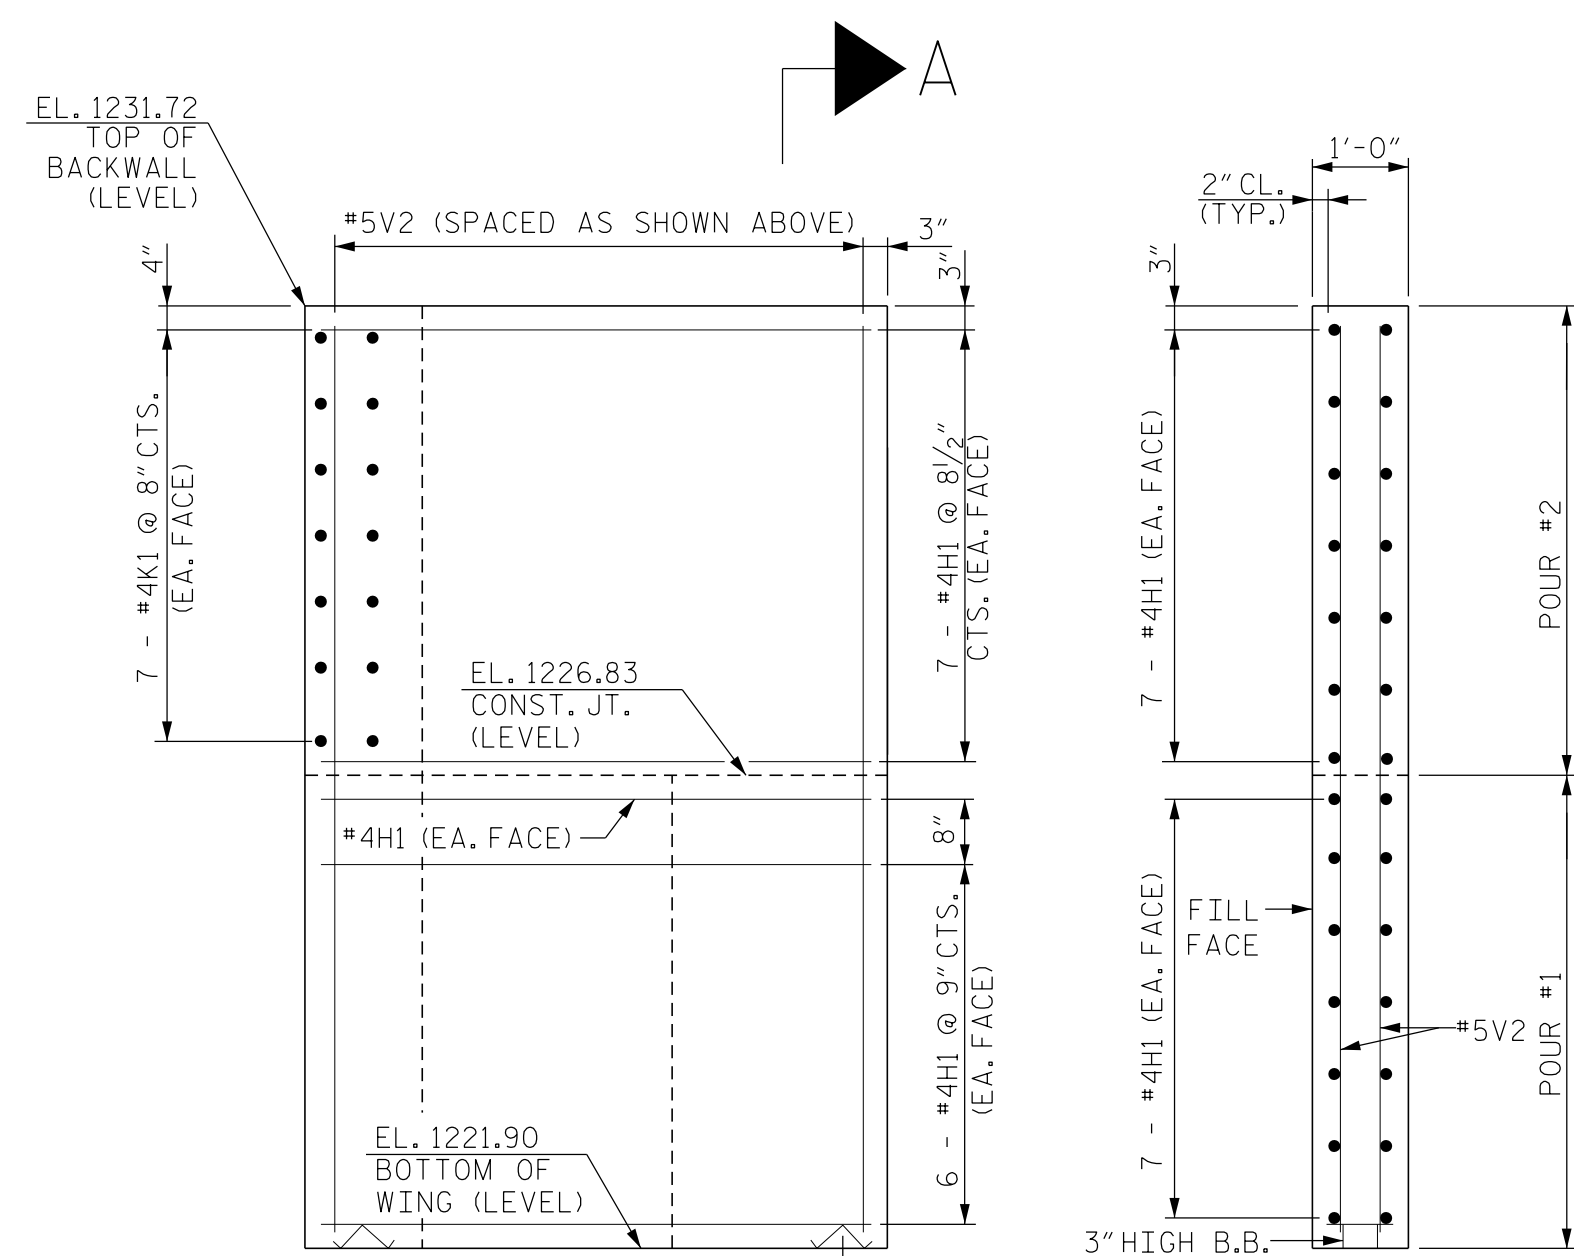 A
EL. 1231.72
TOP OF
BACKWALL
(LEVEL)
#5V2 (SPACED AS SHOWN ABOVE)
3"
4"
3"
7 - #4K1 @ 8"CTS.
(EA. FACE)
7 - #4H1 @ 8 1/2"
CTS. (EA. FACE)
EL. 1226.83
CONST. JT.
(LEVEL)
#4H1 (EA. FACE)
8"
6 - #4H1 @ 9"CTS.
(EA. FACE)
EL. 1221.90
BOTTOM OF
WING (LEVEL)
1'-0"
2"CL.
(TYP.)
3"
7 - #4H1 (EA. FACE)
POUR #2
FILL
FACE
7 - #4H1 (EA. FACE)
#5V2
POUR #1
3"HIGH B.B.